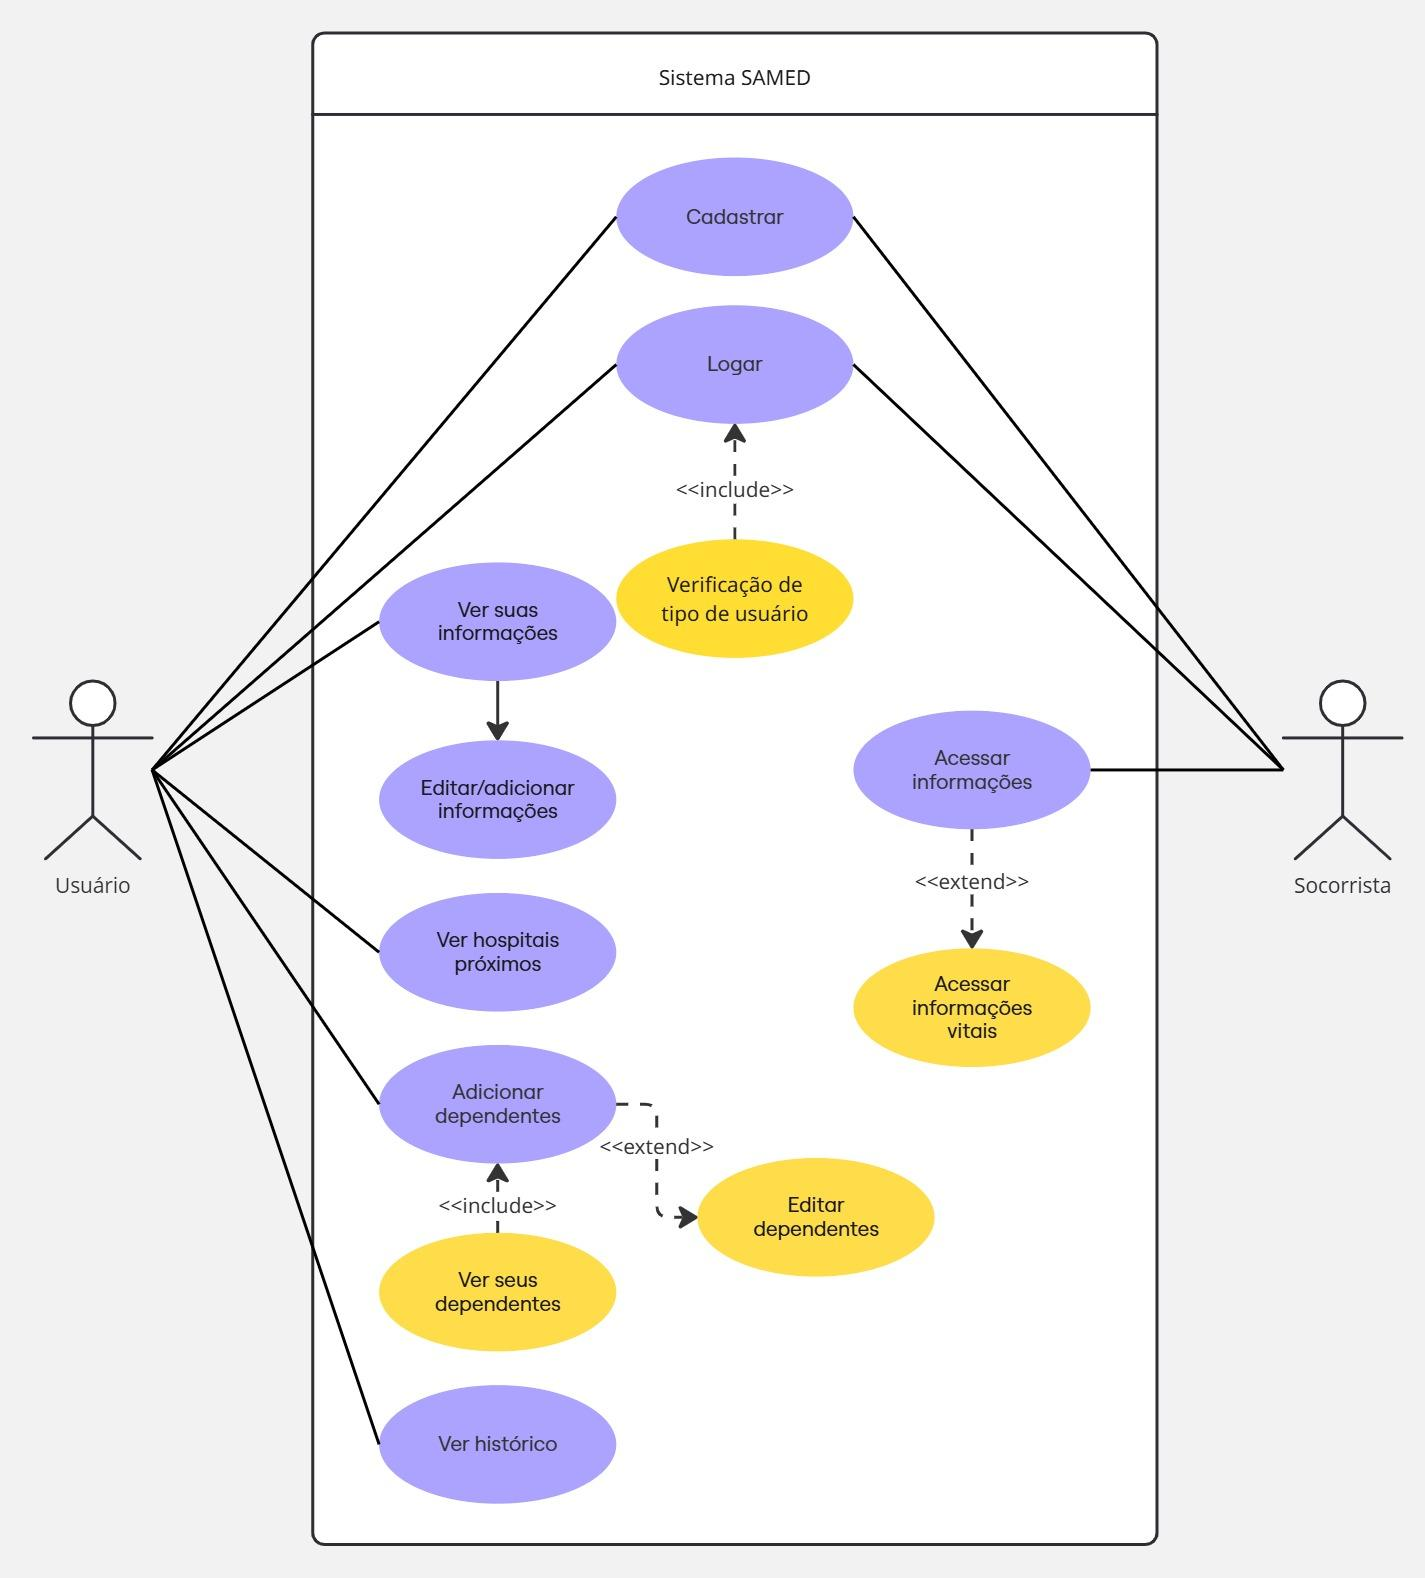 Sistema SAMED
Cadastrar
Logar
<<include>>
Verificação de
tipo de usuário
Ver suas
informações
Editar/adicionar
informações
Acessar
informações
<<extend>>
Acessar
informações
vitais
Usuário
Socorrista
Ver hospitais
próximos
Adicionar
dependentes
<<extend>>
Editar
dependentes
<<include>>
Ver seus
dependentes
Ver histórico